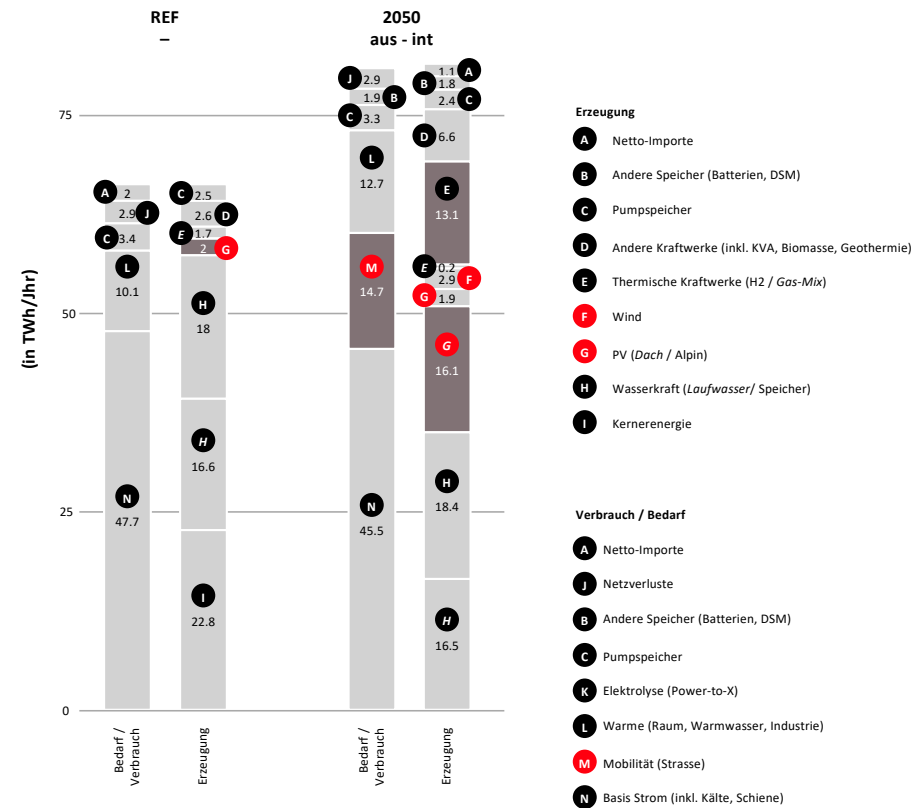 REF
–
2050
aus - int
(in TWh/Jhr)
75
50
25
0
A 2
J 2.9
C 3.4
L
10.1
N
47.7
C 2.5
D 2.6
E 1.7
G 2
H
18
H
16.6
I
22.8
J 2.9
B 1.9
C 3.3
L
12.7
M
14.7
N
45.5
A 1.1
B 1.8
C 2.4
D 6.6
E
13.1
E 0.2
F 2.9
G 1.9
G
16.1
H
18.4
H
16.5
Bedarf /
Verbrauch
Erzeugung
Bedarf /
Verbrauch
Erzeugung
Erzeugung
A Netto-Importe
B Andere Speicher (Batterien, DSM)
C Pumpspeicher
D Andere Kraftwerke (inkl. KVA, Biomasse, Geothermie)
E Thermische Kraftwerke (H2 / Gas-Mix)
F Wind
G PV (Dach / Alpin)
H Wasserkraft (Laufwasser/ Speicher)
I Kernerenergie
Verbrauch / Bedarf
A Netto-Importe
J Netzverluste
B Andere Speicher (Batterien, DSM)
C Pumpspeicher
K Elektrolyse (Power-to-X)
L Warme (Raum, Warmwasser, Industrie)
M Mobilität (Strasse)
N Basis Strom (inkl. Kälte, Schiene)